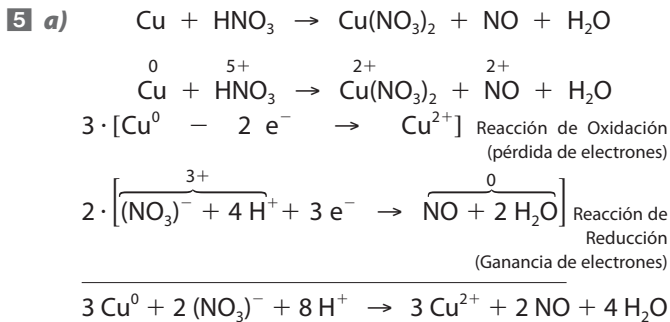 5 a) Cu + HNO₃ → Cu(NO₃)₂ + NO + H₂O
0 5+ 2+ 2+
Cu + HNO₃ → Cu(NO₃)₂ + NO + H₂O
3 · [Cu⁰ − 2 e⁻ → Cu²⁺] Reacción de Oxidación
(pérdida de electrones)
3+ 0
2 · [(NO₃)⁻ + 4 H⁺ + 3 e⁻ → NO + 2 H₂O] Reacción de
Reducción
(Ganancia de electrones)
3 Cu⁰ + 2 (NO₃)⁻ + 8 H⁺ → 3 Cu²⁺ + 2 NO + 4 H₂O